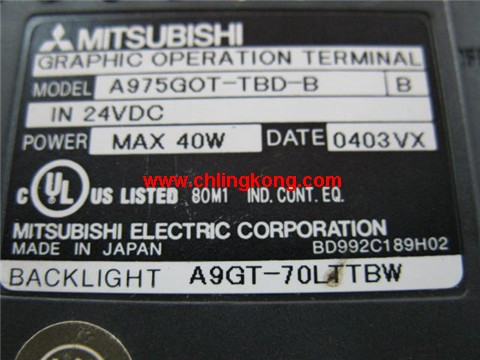 MITSUBISHI
GRAPHIC OPERATION TERMINAL
MODEL A975GOT-TBD-B B
IN 24VDC
POWER MAX 40W DATE 0403VX
www.chlingkong.com
C UL US LISTED 80M1 IND. CONT. EQ.
MITSUBISHI ELECTRIC CORPORATION
MADE IN JAPAN BD992C189H02
BACKLIGHT A9GT-70LTTBW